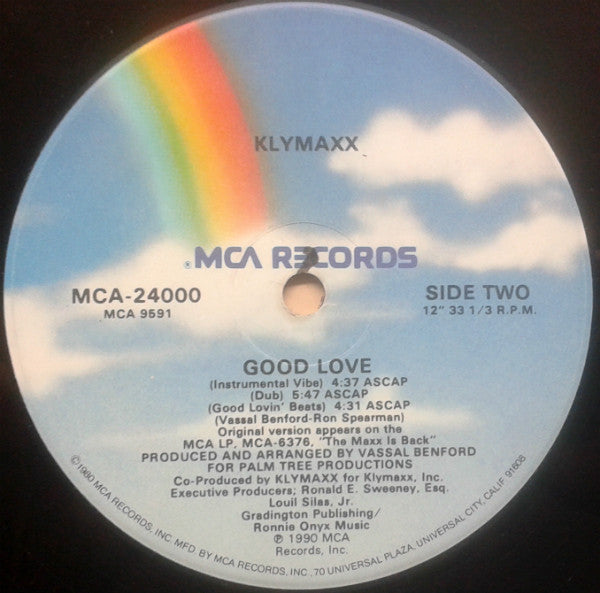 KLYMAXX
®MCA RECORDS
MCA-24000
MCA 9591
SIDE TWO
12" 33 1/3 R.P.M.
GOOD LOVE
(Instrumental Vibe) 4:37 ASCAP
(Dub) 5:47 ASCAP
(Good Lovin' Beats) 4:31 ASCAP
(Vassal Benford-Ron Spearman)
Original version appears on the
MCA LP, MCA-6376, "The Maxx Is Back"
PRODUCED AND ARRANGED BY VASSAL BENFORD
FOR PALM TREE PRODUCTIONS
Co-Produced by KLYMAXX for Klymaxx, Inc.
Executive Producers; Ronald E. Sweeney, Esq.
Louil Silas, Jr.
Gradington Publishing/
Ronnie Onyx Music
℗ 1990 MCA
Records, Inc.
©1980 MCA RECORDS, INC. MFD. BY MCA RECORDS, INC., 70 UNIVERSAL PLAZA, UNIVERSAL CITY, CALIF. 91608